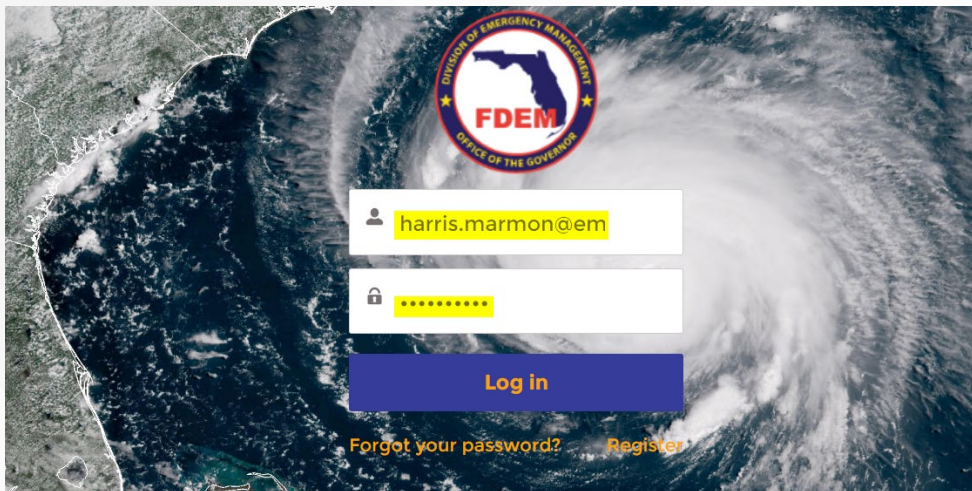 DIVISION OF EMERGENCY MANAGEMENT
FDEM
OFFICE OF THE GOVERNOR
harris.marmon@em
••••••••••
Log in
Forgot your password? Register